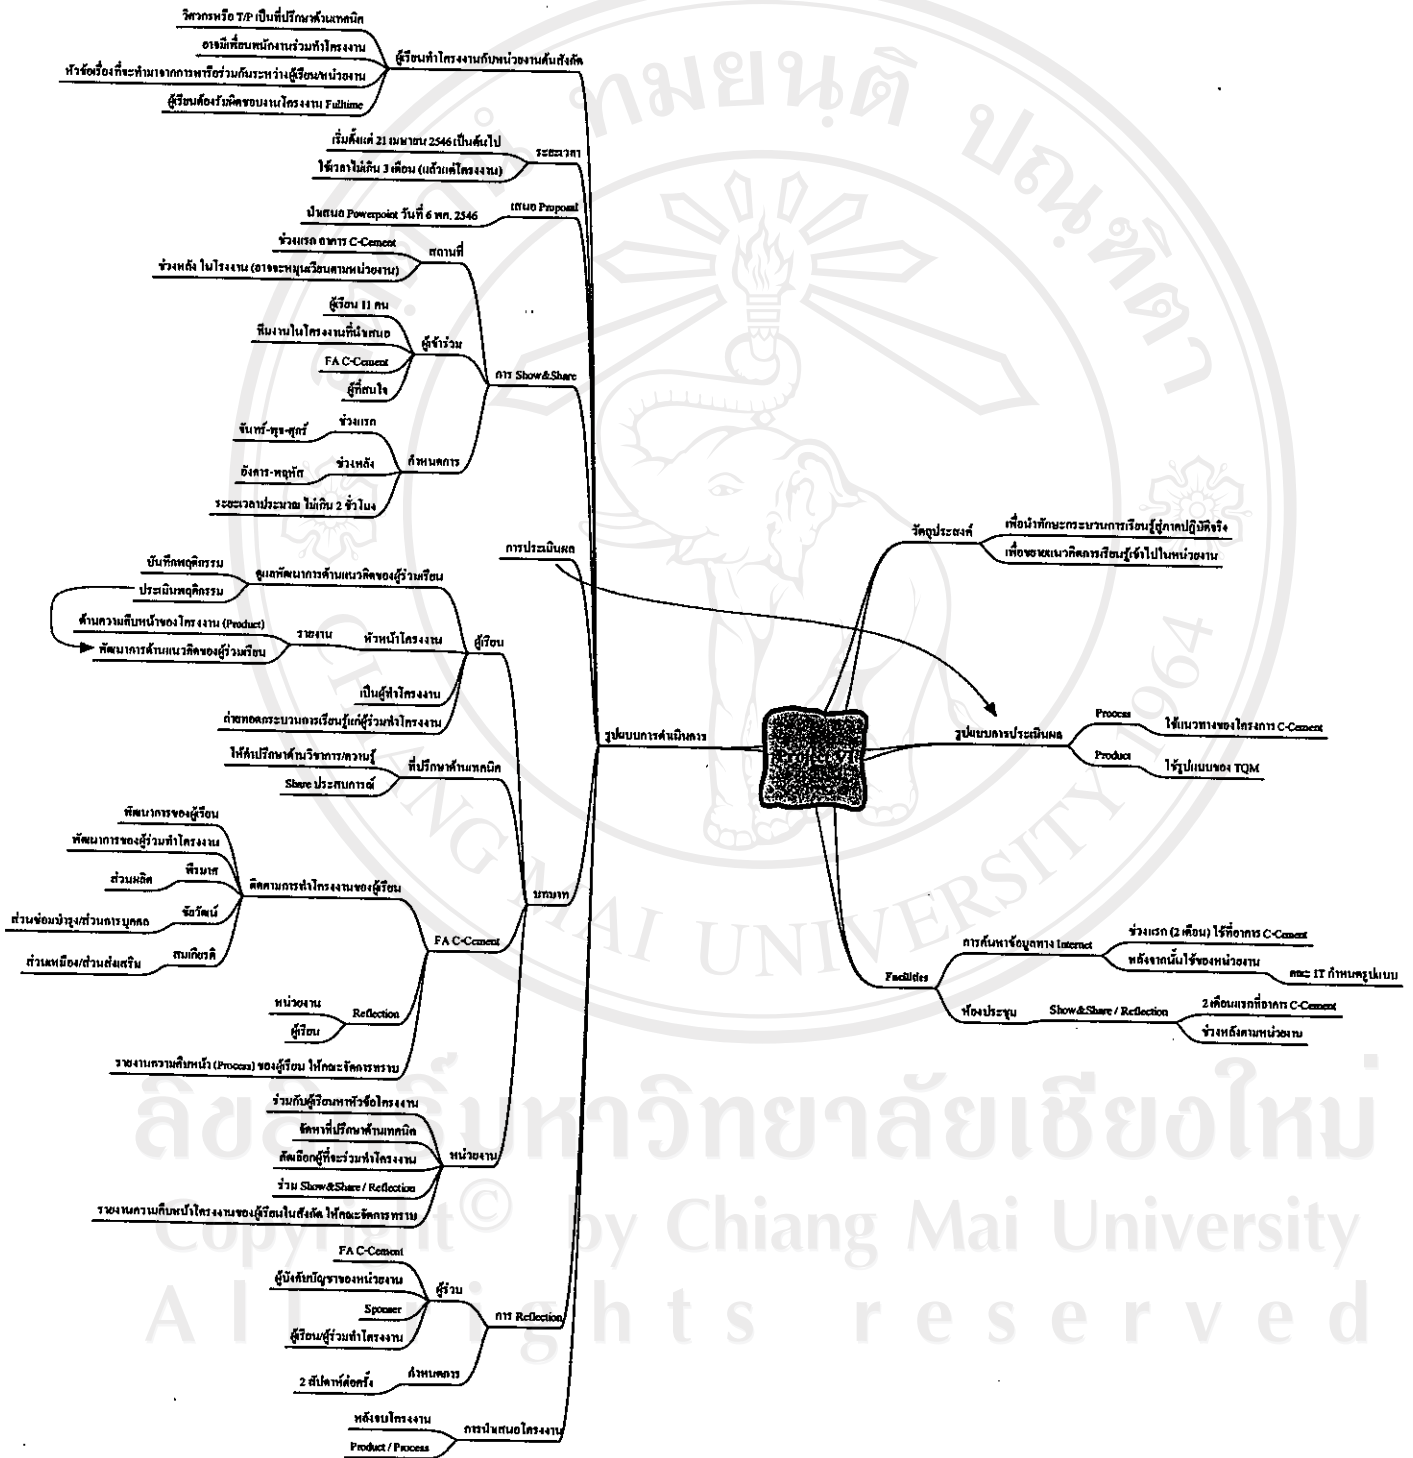 วิศวกรหรือ T/P เป็นที่ปรึกษาด้านเทคนิค
อาจมีเพื่อนพนักงานร่วมทำโครงงาน
หัวข้อเรื่องที่จะทำมาจากการหารือร่วมกันระหว่างผู้เรียน/หน่วยงาน
ผู้เรียนต้องรับผิดชอบงานโครงงาน Fulltime
ผู้เรียนทำโครงงานกับหน่วยงานต้นสังกัด
เริ่มตั้งแต่ 21 เมษายน 2546 เป็นต้นไป
ใช้เวลาไม่เกิน 3 เดือน (แล้วแต่โครงงาน)
ระยะเวลา
นำเสนอ Powerpoint วันที่ 6 พค. 2546
เสนอ Proposal
ช่วงแรก อาคาร C-Cement
ช่วงหลัง ในโรงงาน (อาจจะหมุนเวียนตามหน่วยงาน)
สถานที่
ผู้เรียน 11 คน
ทีมงานในโครงงานที่นำเสนอ
FA C-Cement
ผู้ที่สนใจ
ผู้เข้าร่วม
การ Show&Share
จันทร์-พุธ-ศุกร์
ช่วงแรก
อังคาร-พฤหัส
ช่วงหลัง
ระยะเวลาประมาณ ไม่เกิน 2 ชั่วโมง
กำหนดการ
การประเมินผล
บันทึกพฤติกรรม
ประเมินพฤติกรรม
ดูแลพัฒนาการด้านแนวคิดของผู้ร่วมเรียน
ด้านความคืบหน้าของโครงงาน (Product)
พัฒนาการด้านแนวคิดของผู้ร่วมเรียน
รายงาน
หัวหน้าโครงงาน
ผู้เรียน
เป็นผู้ทำโครงงาน
ถ่ายทอดกระบวนการเรียนรู้แก่ผู้ร่วมทำโครงงาน
ให้คำปรึกษาด้านวิชาการ/ความรู้
Share ประสบการณ์
ที่ปรึกษาด้านเทคนิค
พัฒนาการของผู้เรียน
พัฒนาการของผู้ร่วมทำโครงงาน
ส่วนผลิต
พีรมาศ
ส่วนซ่อมบำรุง/ส่วนการบุคคล
ชัยวัฒน์
ส่วนเหมือง/ส่วนส่งเสริม
สมเกียรติ
ติดตามการทำโครงงานของผู้เรียน
FA C-Cement
หน่วยงาน
ผู้เรียน
Reflection
รายงานความคืบหน้า (Process) ของผู้เรียน ให้คณะจัดการทราบ
บทบาท
ร่วมกับผู้เรียนหาหัวข้อโครงงาน
จัดหาที่ปรึกษาด้านเทคนิค
คัดเลือกผู้ที่จะร่วมทำโครงงาน
ร่วม Show&Share / Reflection
รายงานความคืบหน้าโครงงานของผู้เรียนในสังกัด ให้คณะจัดการทราบ
หน่วยงาน
FA C-Cement
ผู้บังคับบัญชาของหน่วยงาน
Sponser
ผู้เรียน/ผู้ร่วมทำโครงงาน
ผู้ร่วม
การ Reflection
2 สัปดาห์ต่อครั้ง
กำหนดการ
หลังจบโครงงาน
Product / Process
การนำเสนอโครงงาน
รูปแบบการดำเนินการ
วัตถุประสงค์
เพื่อนำทักษะกระบวนการเรียนรู้สู่ภาคปฏิบัติจริง
เพื่อขยายแนวคิดการเรียนรู้เข้าไปในหน่วยงาน
รูปแบบการประเมินผล
Process
ใช้แนวทางของโครงการ C-Cement
Product
ใช้รูปแบบของ TQM
Facilities
การค้นหาข้อมูลทาง Internet
ช่วงแรก (2 เดือน) ใช้ที่อาคาร C-Cement
หลังจากนั้นใช้ของหน่วยงาน
คณะ IT กำหนดรูปแบบ
ห้องประชุม
Show&Share / Reflection
2 เดือนแรกที่อาคาร C-Cement
ช่วงหลังตามหน่วยงาน
CHIANG MAI UNIVERSITY 1964
ลิขสิทธิ์มหาวิทยาลัยเชียงใหม่
Copyright© by Chiang Mai University
All rights reserved